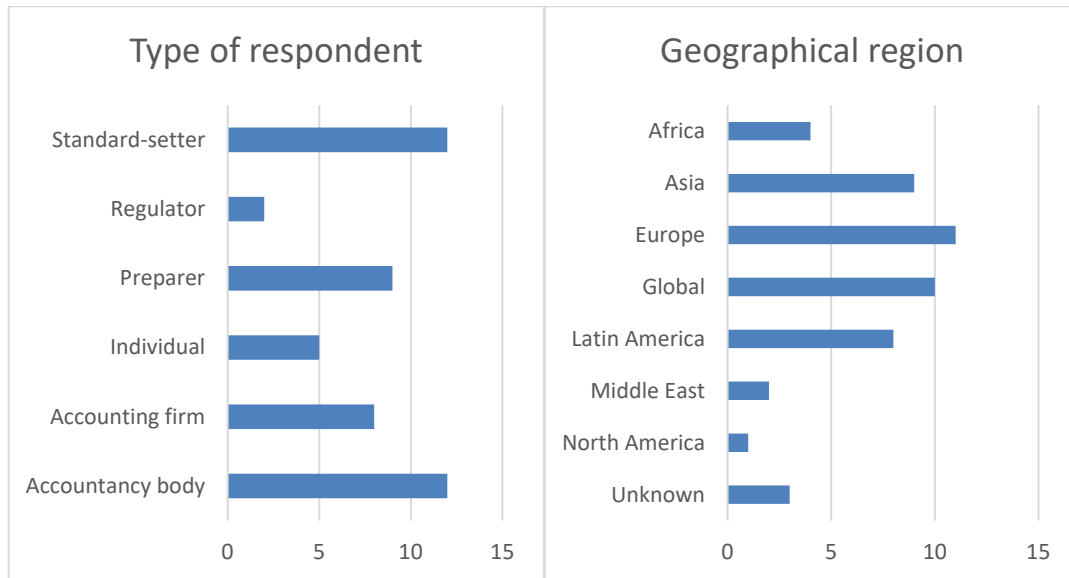 Type of respondent
Standard-setter
Regulator
Preparer
Individual
Accounting firm
Accountancy body
0 5 10 15
Geographical region
Africa
Asia
Europe
Global
Latin America
Middle East
North America
Unknown
0 5 10 15